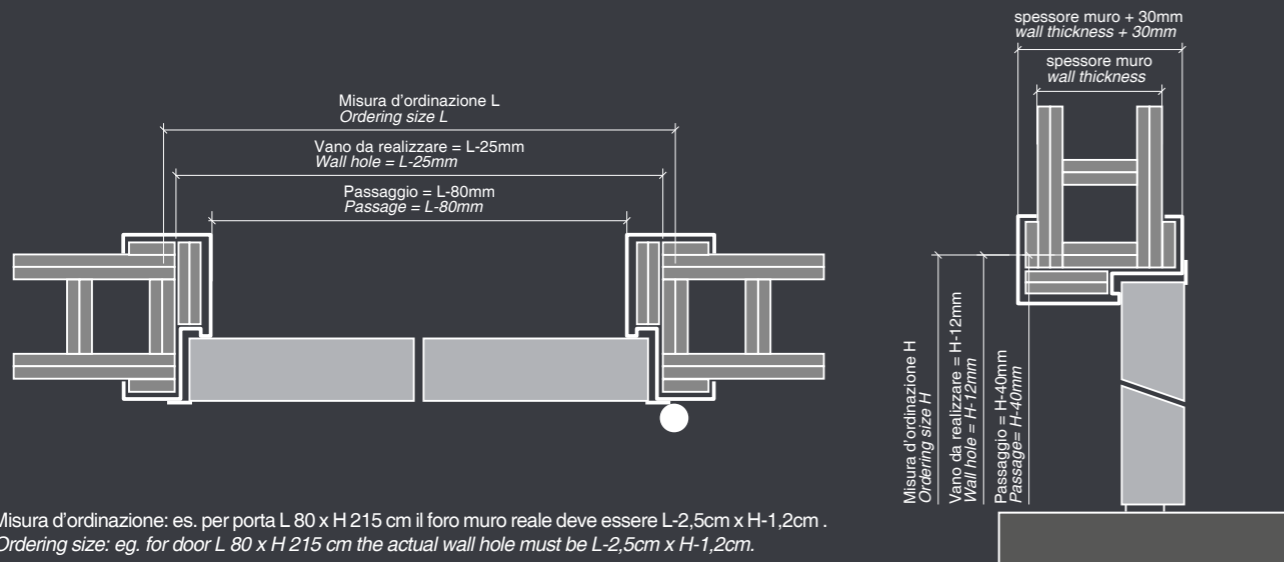 spessore muro + 30mm
wall thickness + 30mm
spessore muro
wall thickness
Misura d'ordinazione L
Ordering size L
Vano da realizzare = L-25mm
Wall hole = L-25mm
Passaggio = L-80mm
Passage = L-80mm
Misura d'ordinazione H
Ordering size H
Vano da realizzare = H-12mm
Wall hole = H-12mm
Passaggio = H-40mm
Passage= H-40mm
Misura d'ordinazione: es. per porta L 80 x H 215 cm il foro muro reale deve essere L-2,5cm x H-1,2cm .
Ordering size: eg. for door L 80 x H 215 cm the actual wall hole must be L-2,5cm x H-1,2cm.